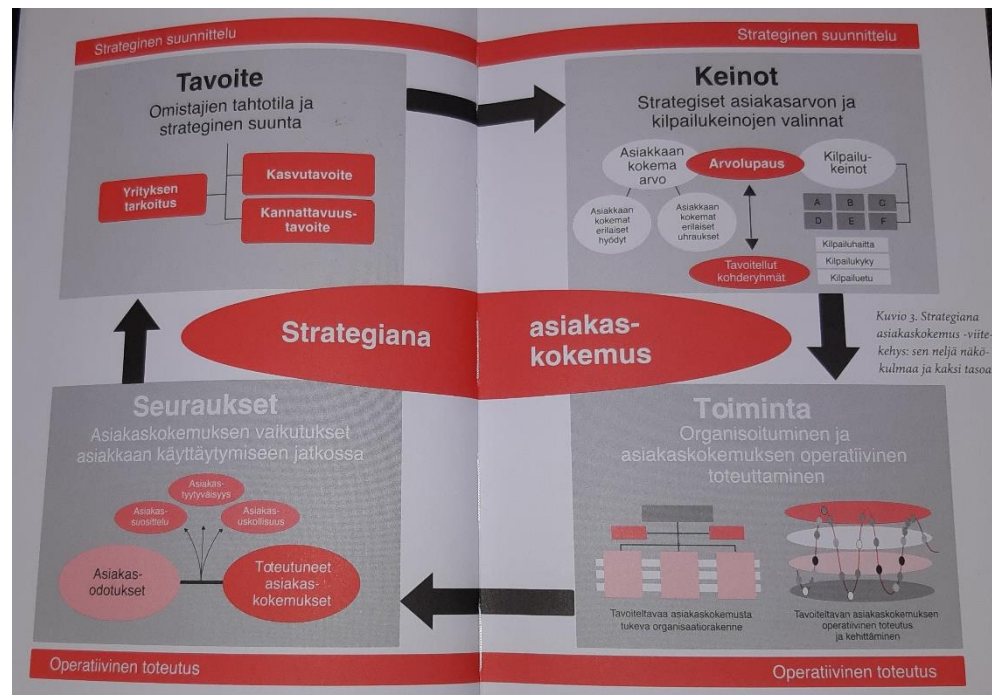 Strateginen suunnittelu
Strateginen suunnittelu
Tavoite
Omistajien tahtotila ja
strateginen suunta
Yrityksen
tarkoitus
Kasvutavoite
Kannattavuus-
tavoite
Keinot
Strategiset asiakasarvon ja
kilpailukeinojen valinnat
Asiakkaan
kokema
arvo
Arvolupaus
Kilpailu-
keinot
Asiakkaan
kokemat
erilaiset
hyödyt
Asiakkaan
kokemat
erilaiset
uhraukset
A B C
D E F
Tavoitellut
kohderyhmät
Kilpailuhaitta
Kilpailukyky
Kilpailuetu
Strategiana
asiakas-
kokemus
Kuvio 3. Strategiana
asiakaskokemus -viite-
kehys: sen neljä näkö-
kulmaa ja kaksi tasoa
Seuraukset
Asiakaskokemuksen vaikutukset
asiakkaan käyttäytymiseen jatkossa
Asiakas-
tyytyväisyys
Asiakas-
suosittelu
Asiakas-
uskollisuus
Asiakas-
odotukset
Toteutuneet
asiakas-
kokemukset
Toiminta
Organisoituminen ja
asiakaskokemuksen operatiivinen
toteuttaminen
Tavoiteltavaa asiakaskokemusta
tukeva organisaatiorakenne
Tavoiteltavan asiakaskokemuksen
operatiivinen toteutus
ja kehittäminen
Operatiivinen toteutus
Operatiivinen toteutus